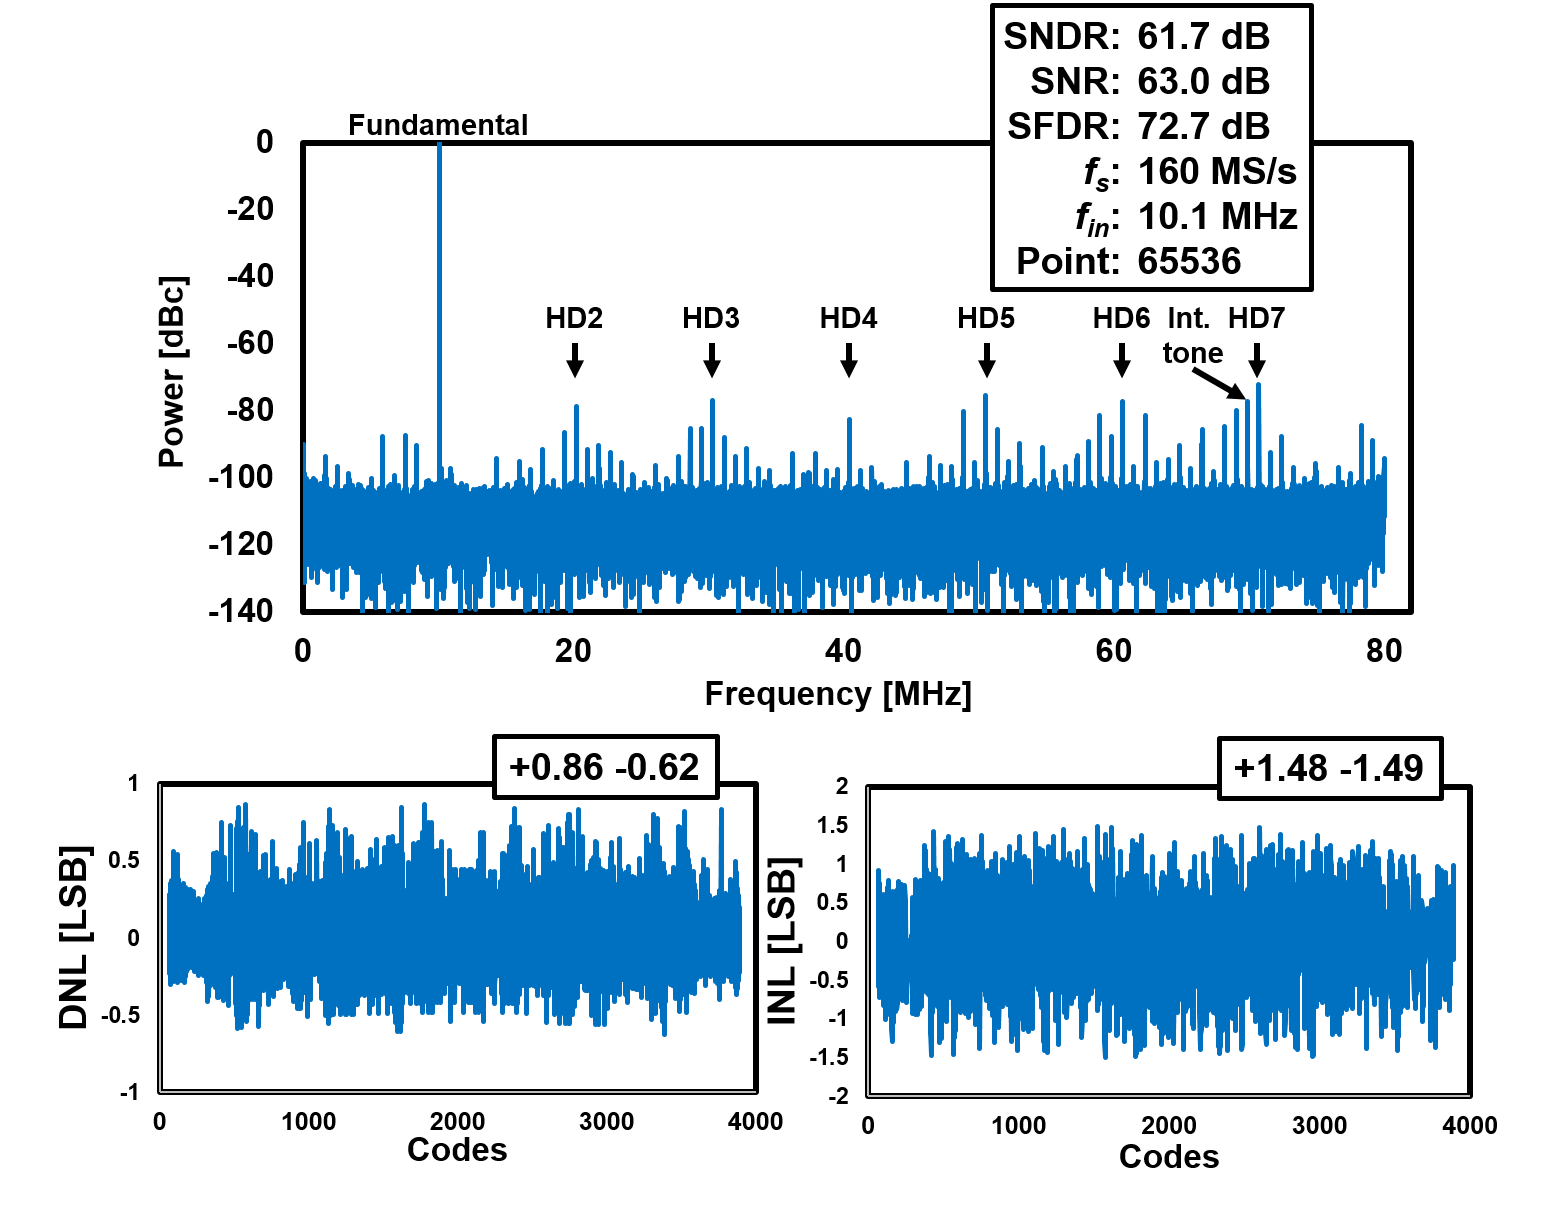 SNDR: 61.7 dB
SNR: 63.0 dB
SFDR: 72.7 dB
fs: 160 MS/s
fin: 10.1 MHz
Point: 65536
Fundamental
0
-20
-40
-60
-80
-100
-120
-140
Power [dBc]
HD2 HD3 HD4 HD5 HD6 Int. HD7
tone
0 20 40 60 80
Frequency [MHz]
+0.86 -0.62
1
0.5
0
-0.5
-1
DNL [LSB]
0 1000 2000 3000 4000
Codes
+1.48 -1.49
2
1.5
1
0.5
0
-0.5
-1
-1.5
-2
INL [LSB]
0 1000 2000 3000 4000
Codes